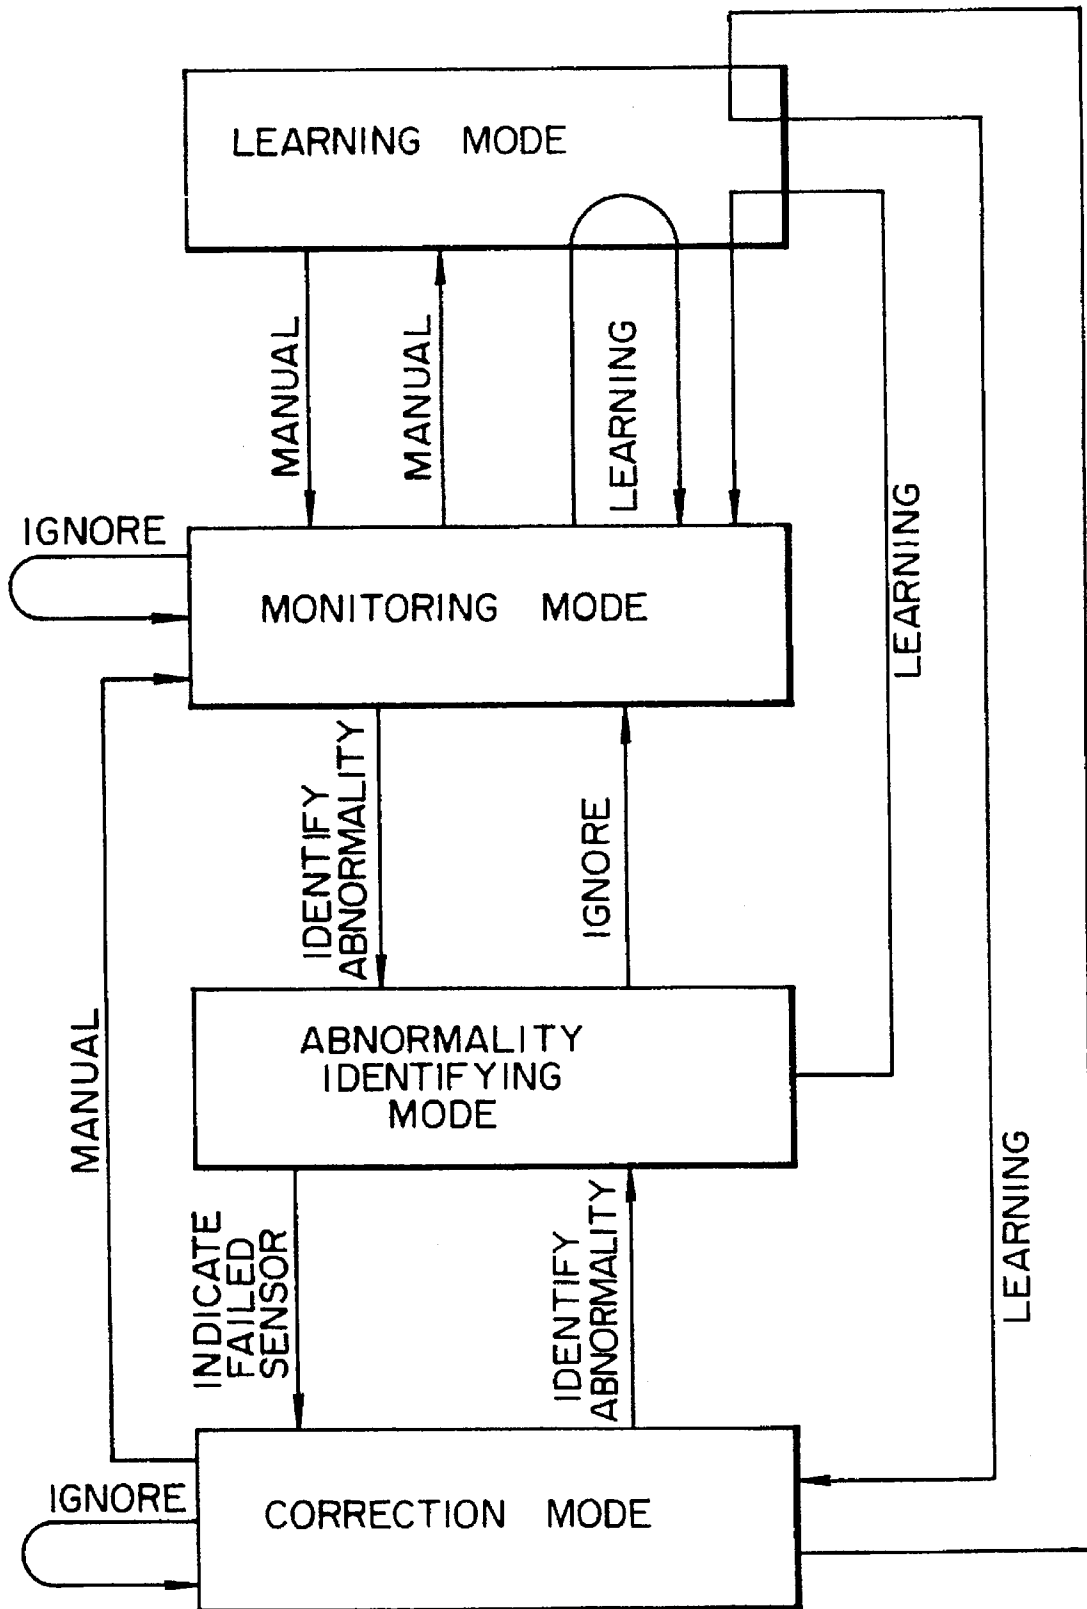 LEARNING MODE
MANUAL
MANUAL
LEARNING
IGNORE
MONITORING MODE
LEARNING
IDENTIFY
ABNORMALITY
IGNORE
ABNORMALITY
IDENTIFYING
MODE
MANUAL
INDICATE
FAILED
SENSOR
IDENTIFY
ABNORMALITY
LEARNING
IGNORE
CORRECTION MODE